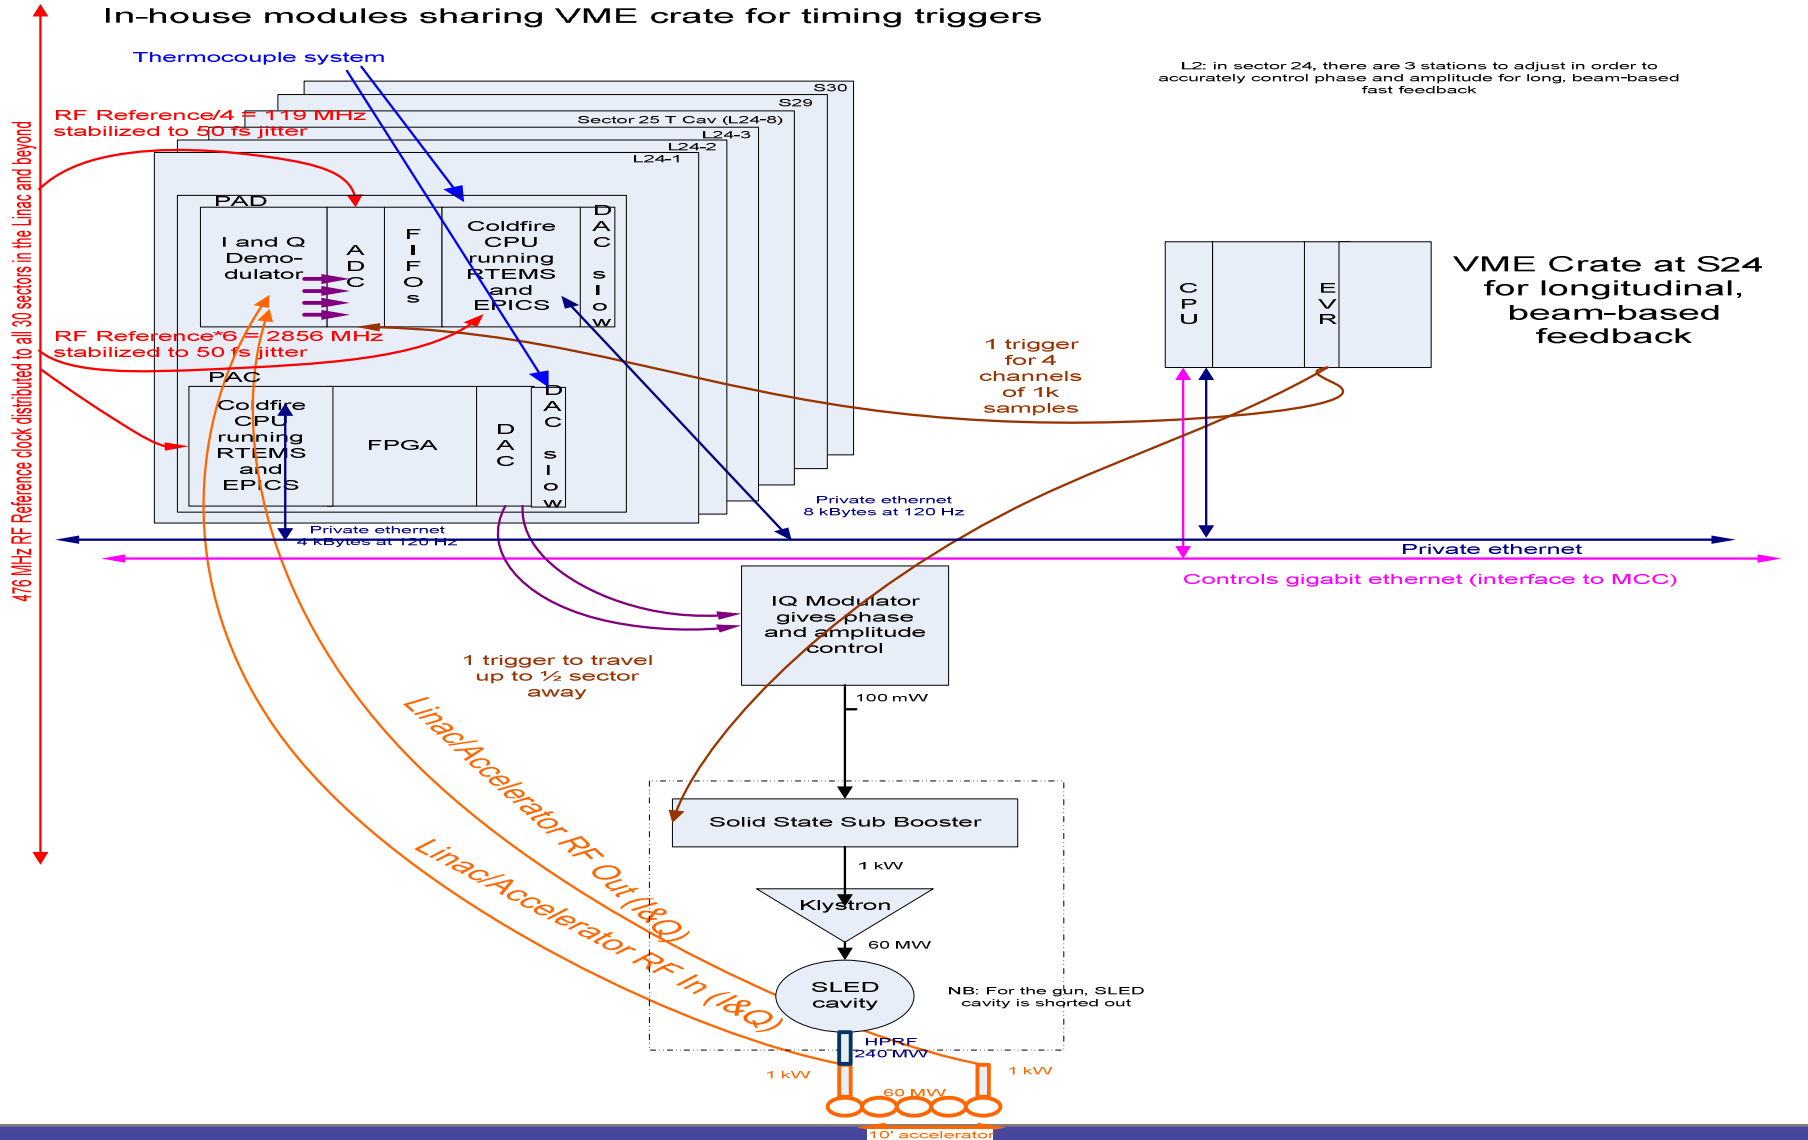 In-house modules sharing VME crate for timing triggers
Thermocouple system
L2: in sector 24, there are 3 stations to adjust in order to
accurately control phase and amplitude for long, beam-based
fast feedback
S30
S29
Sector 25 T Cav (L24-8)
L24-3
L24-2
L24-1
RF Reference/4 = 119 MHz
stabilized to 50 fs jitter
476 MHz RF Reference clock distributed to all 30 sectors in the Linac and beyond
PAD
I and Q
Demo-
dulator
ADC
FIFOs
Coldfire
CPU
running
RTEMS
and
EPICS
DAC slow
RF Reference*6 = 2856 MHz
stabilized to 50 fs jitter
PAC
Coldfire
CPU
running
RTEMS
and
EPICS
FPGA
DAC
DAC slow
1 trigger
for 4
channels
of 1k
samples
CPU
EVR
VME Crate at S24
for longitudinal,
beam-based
feedback
Private ethernet
8 kBytes at 120 Hz
Private ethernet
4 kBytes at 120 Hz
Private ethernet
Controls gigabit ethernet (interface to MCC)
IQ Modulator
gives phase
and amplitude
control
1 trigger to travel
up to ½ sector
away
100 mW
Linac/Accelerator RF Out (I&Q)
Linac/Accelerator RF In (I&Q)
Solid State Sub Booster
1 kW
Klystron
60 MW
SLED
cavity
NB: For the gun, SLED
cavity is shorted out
HPRF
240 MW
1 kW
1 kW
60 MW
10' accelerator